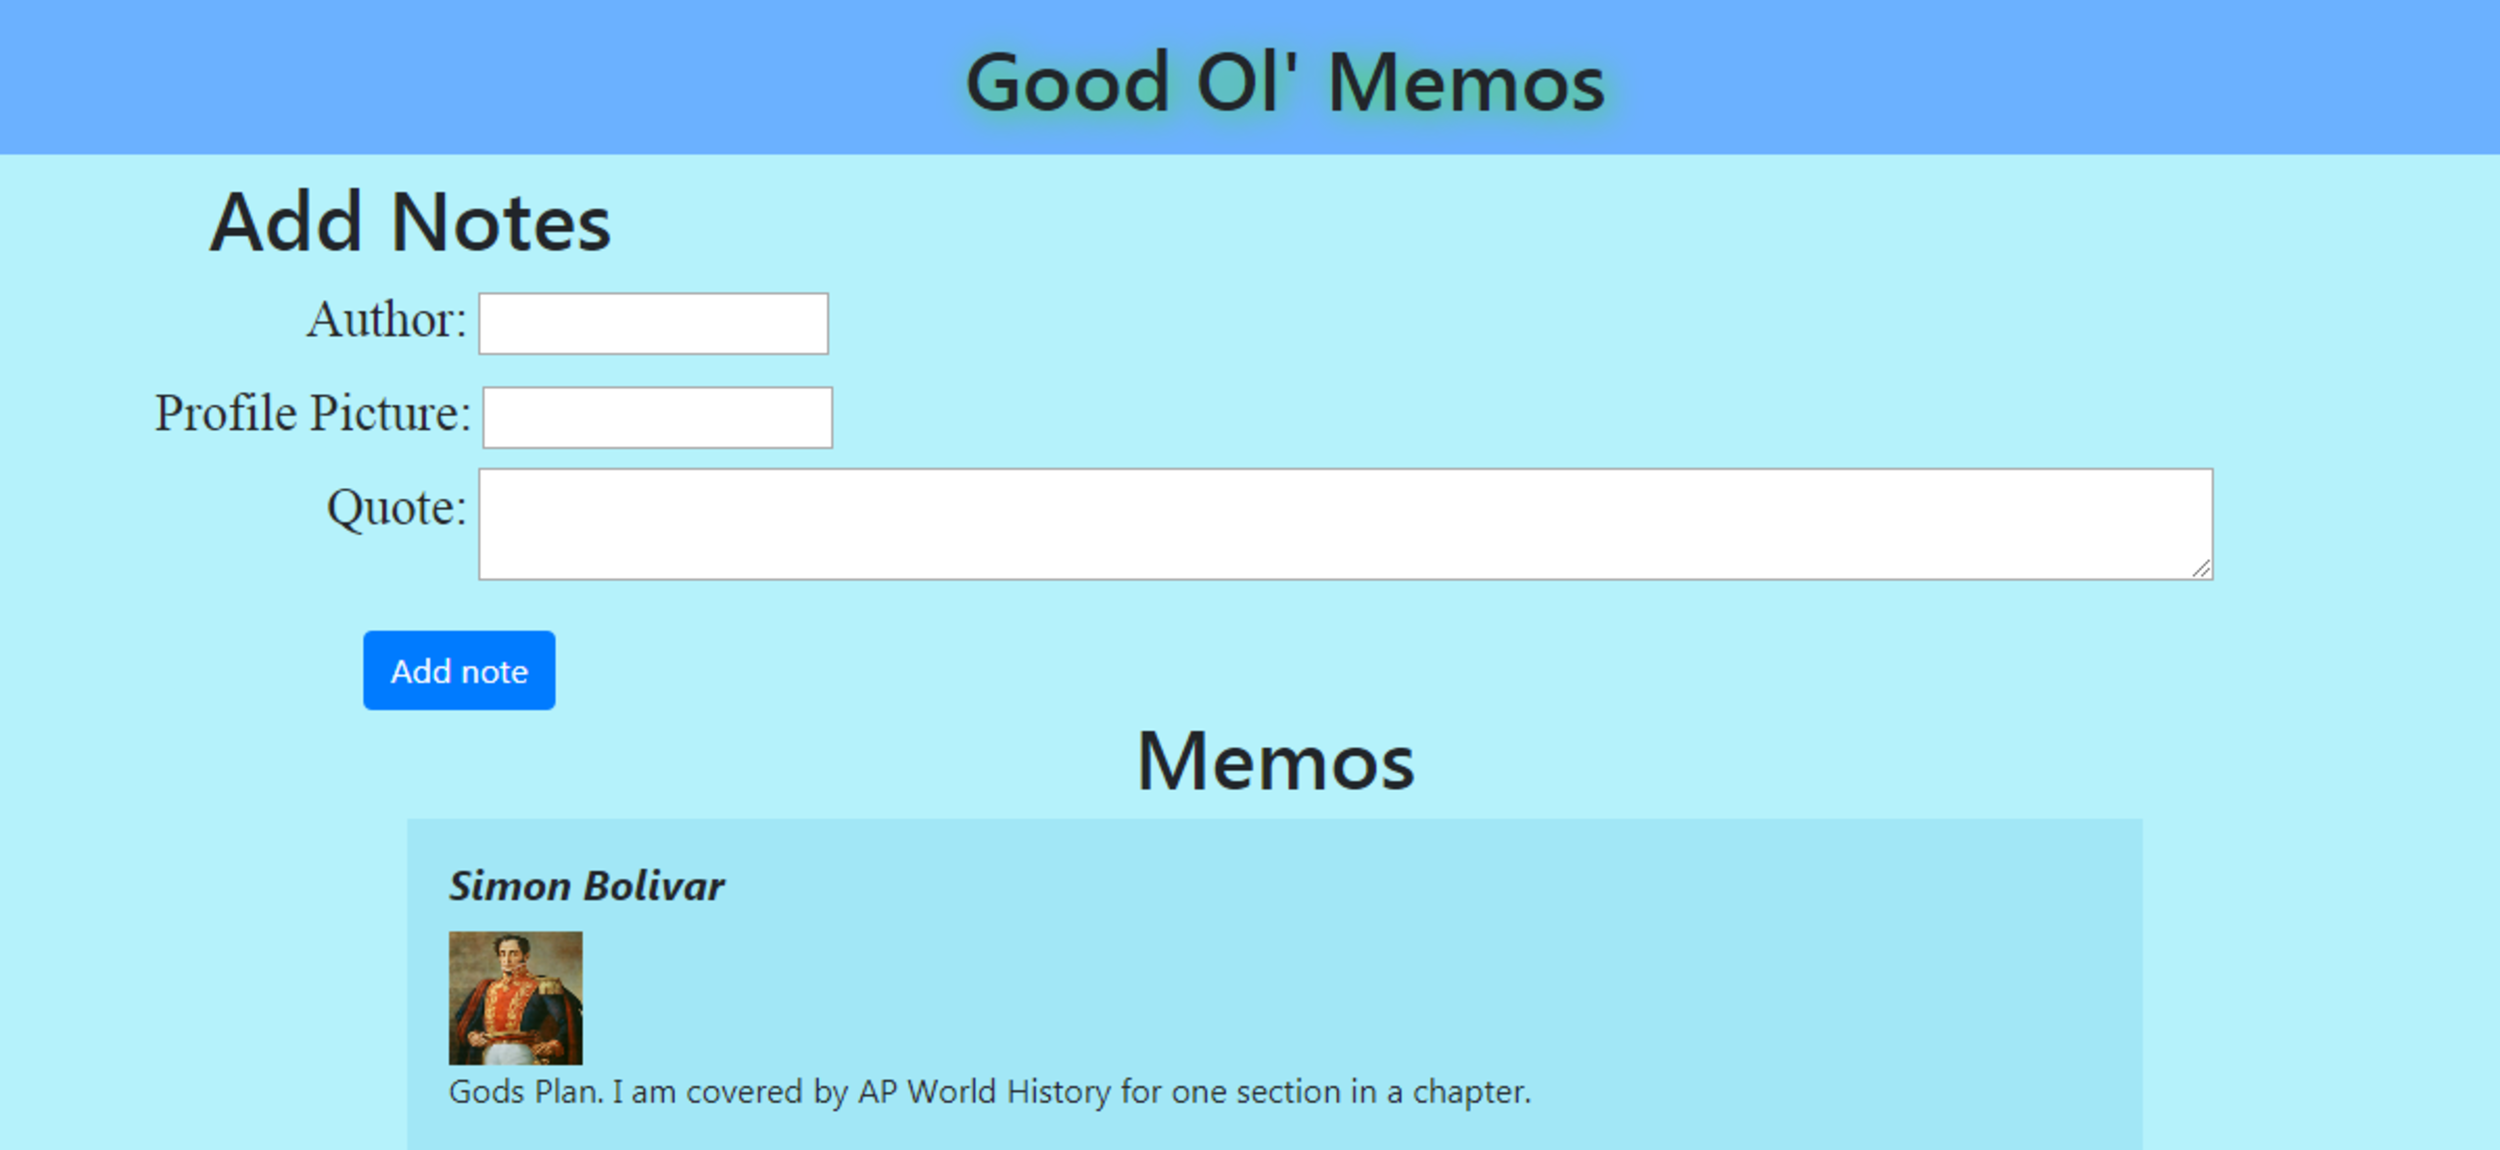 Good Ol' Memos
Add Notes
Author:
Profile Picture:
Quote:
Add note
Memos
Simon Bolivar
Gods Plan. I am covered by AP World History for one section in a chapter.